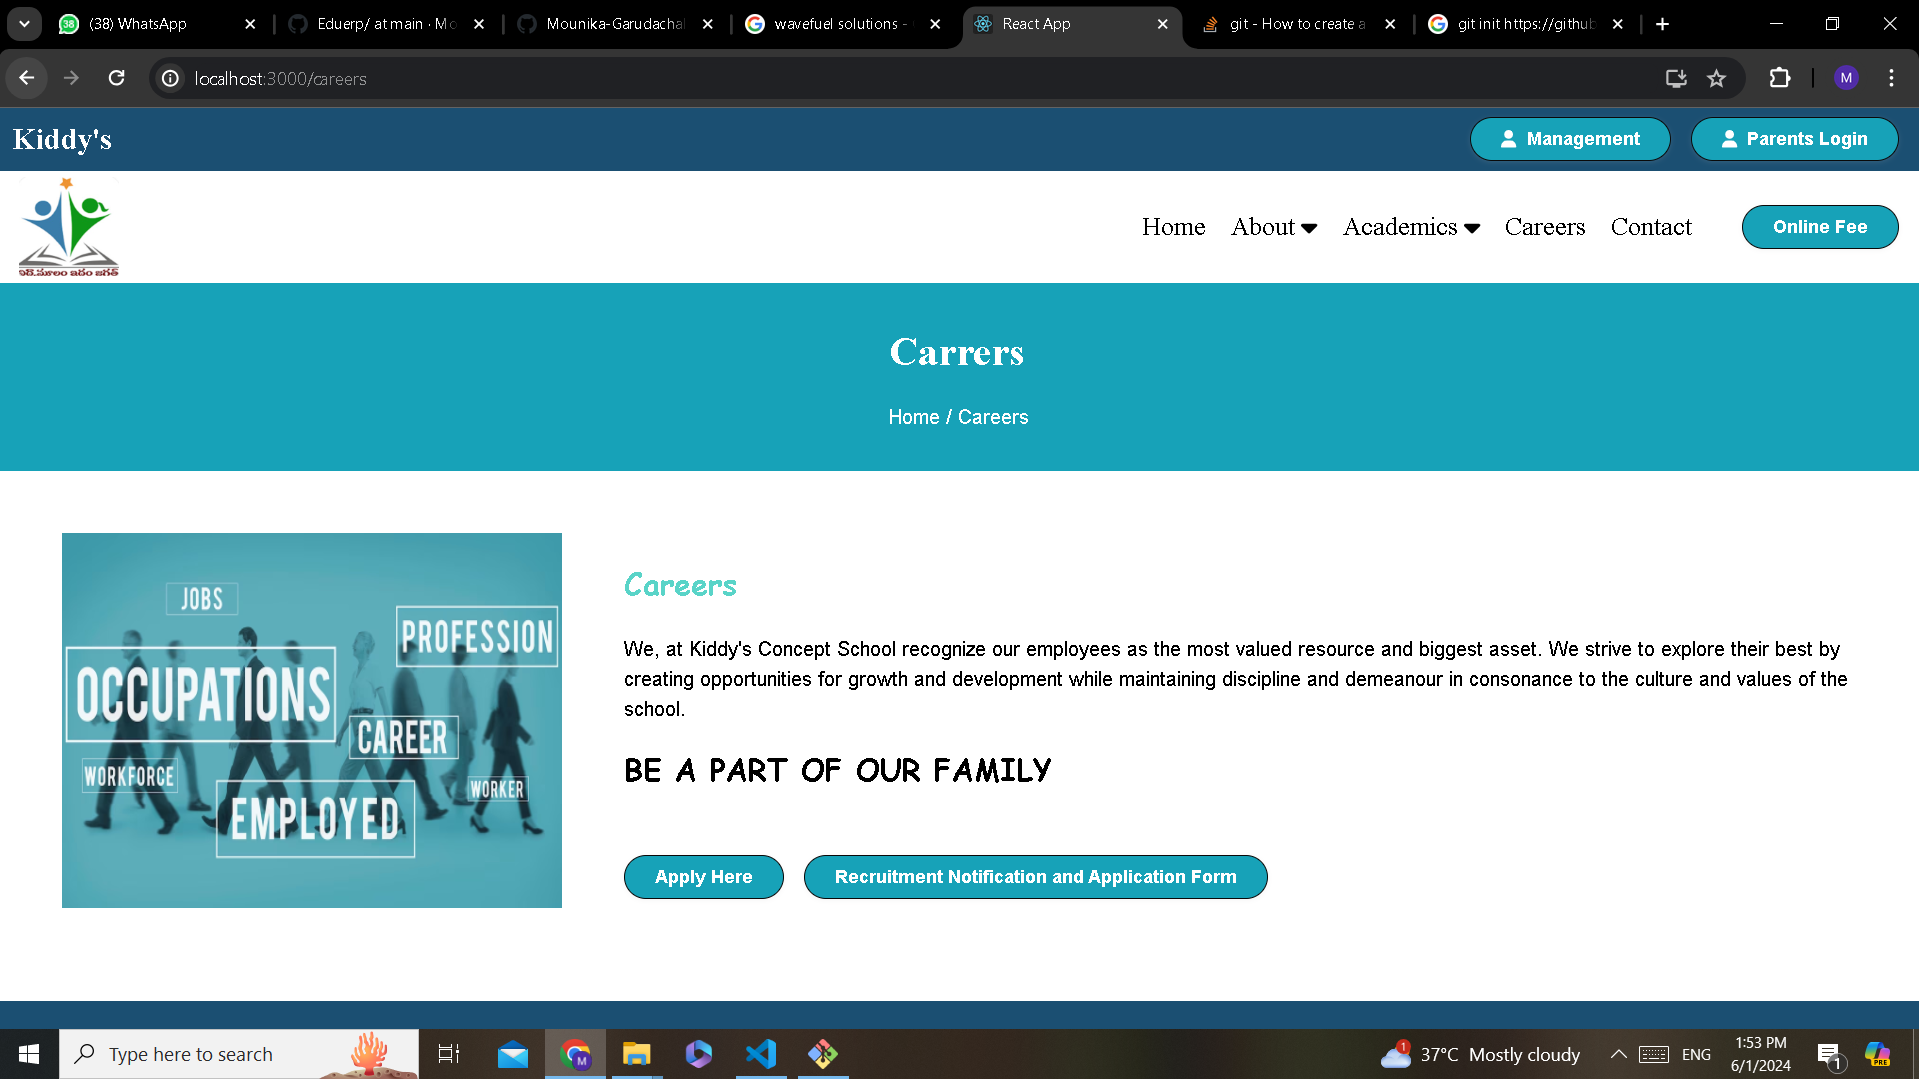 (38) WhatsApp
Eduerp/ at main · Mo
Mounika-Garudachal
wavefuel solutions -
React App
git - How to create a
git init https://github
localhost:3000/careers
M
Kiddy's
Management
Parents Login
Home
About
Academics
Careers
Contact
Online Fee
Carrers
Home / Careers
JOBS
PROFESSION
OCCUPATIONS
CAREER
WORKFORCE
WORKER
EMPLOYED
Careers
We, at Kiddy's Concept School recognize our employees as the most valued resource and biggest asset. We strive to explore their best by
creating opportunities for growth and development while maintaining discipline and demeanour in consonance to the culture and values of the
school.
BE A PART OF OUR FAMILY
Apply Here
Recruitment Notification and Application Form
Type here to search
M
1
37°C Mostly cloudy
ENG
1:53 PM
6/1/2024
1
PRE